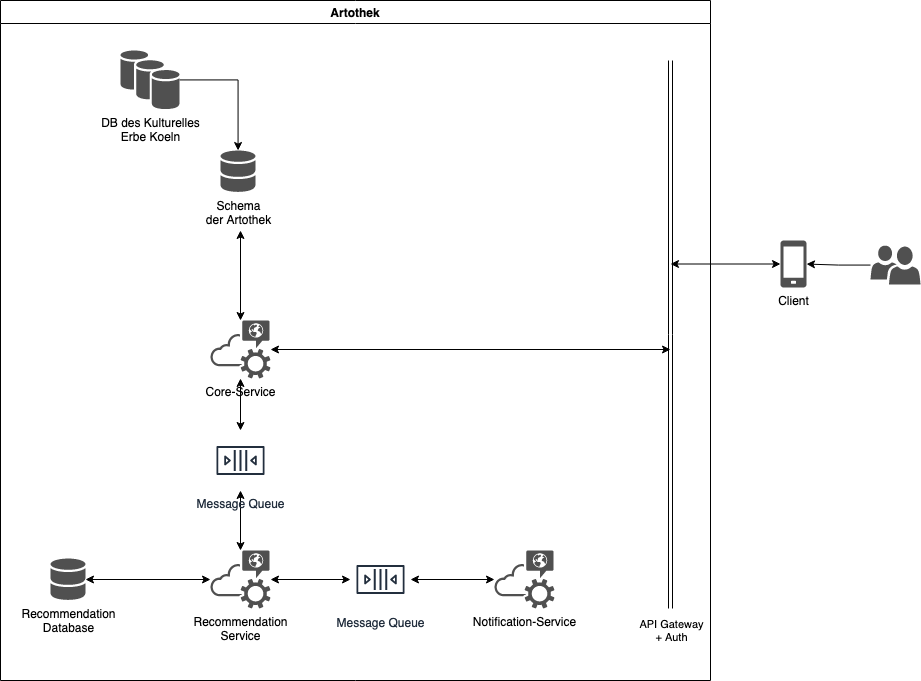 Artothek
DB des Kulturelles
Erbe Koeln
Schema
der Artothek
Client
Core-Service
Message Queue
Recommendation
Database
Recommendation
Service
Message Queue
Notification-Service
API Gateway
+ Auth